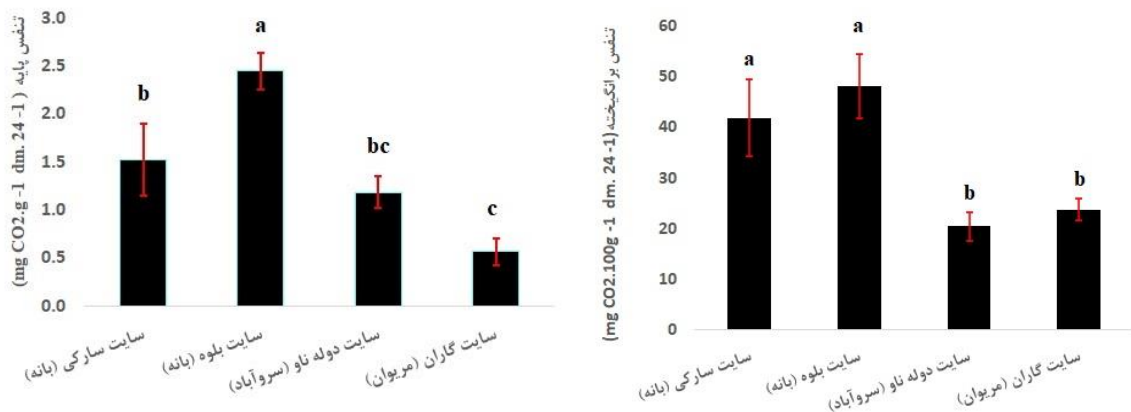 تنفس پایه ( mg CO2.g -1 dm. 24 -1)
3.0
2.5
2.0
1.5
1.0
0.5
0.0
b
a
bc
c
سایت سارکی (بانه)
سایت بلوه (بانه)
سایت دوله ناو (سروآباد)
سایت گاران (مریوان)
تنفس برانگیخته (mg CO2.100g -1 dm. 24 -1)
60
50
40
30
20
10
0
a
a
b
b
سایت سارکی (بانه)
سایت بلوه (بانه)
سایت دوله ناو (سروآباد)
سایت گاران (مریوان)